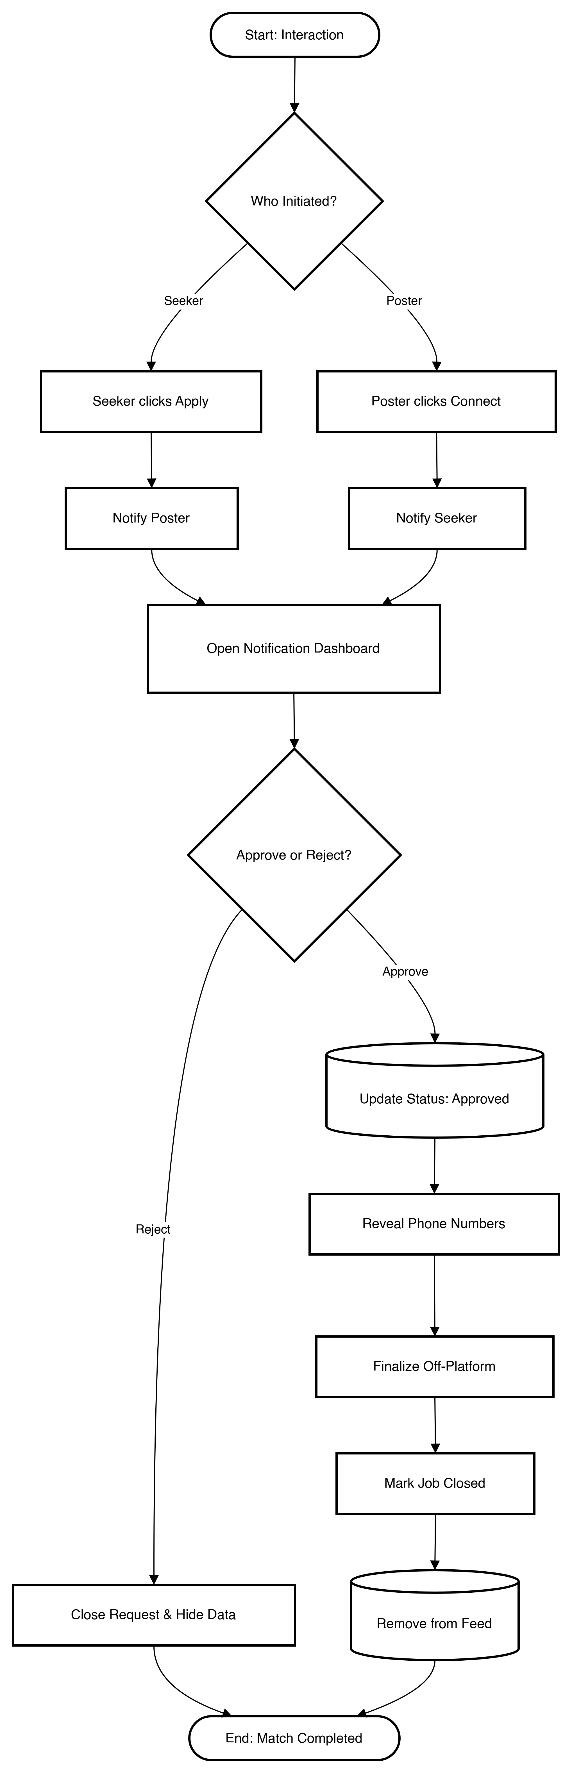 Start: Interaction
Who Initiated?
Seeker
Poster
Seeker clicks Apply
Poster clicks Connect
Notify Poster
Notify Seeker
Open Notification Dashboard
Approve or Reject?
Approve
Update Status: Approved
Reveal Phone Numbers
Reject
Finalize Off-Platform
Mark Job Closed
Close Request & Hide Data
Remove from Feed
End: Match Completed